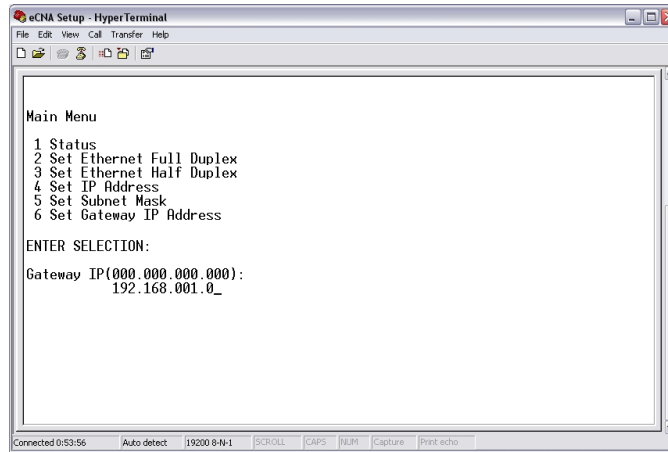 eCNA Setup - HyperTerminal
File Edit View Call Transfer Help
Main Menu
1 Status
2 Set Ethernet Full Duplex
3 Set Ethernet Half Duplex
4 Set IP Address
5 Set Subnet Mask
6 Set Gateway IP Address
ENTER SELECTION:
Gateway IP(000.000.000.000):
192.168.001.0_
Connected 0:53:56 Auto detect 19200 8-N-1 SCROLL CAPS NUM Capture Print echo